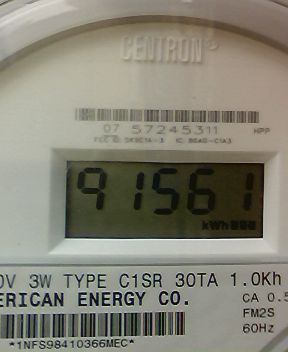 CENTRON®
07 57245311 HPP
91561
kWh
0V 3W TYPE C1SR 30TA 1.0Kh
ERICAN ENERGY CO. CA 0.5
FM2S
60Hz
*1NFS98410366MEC*